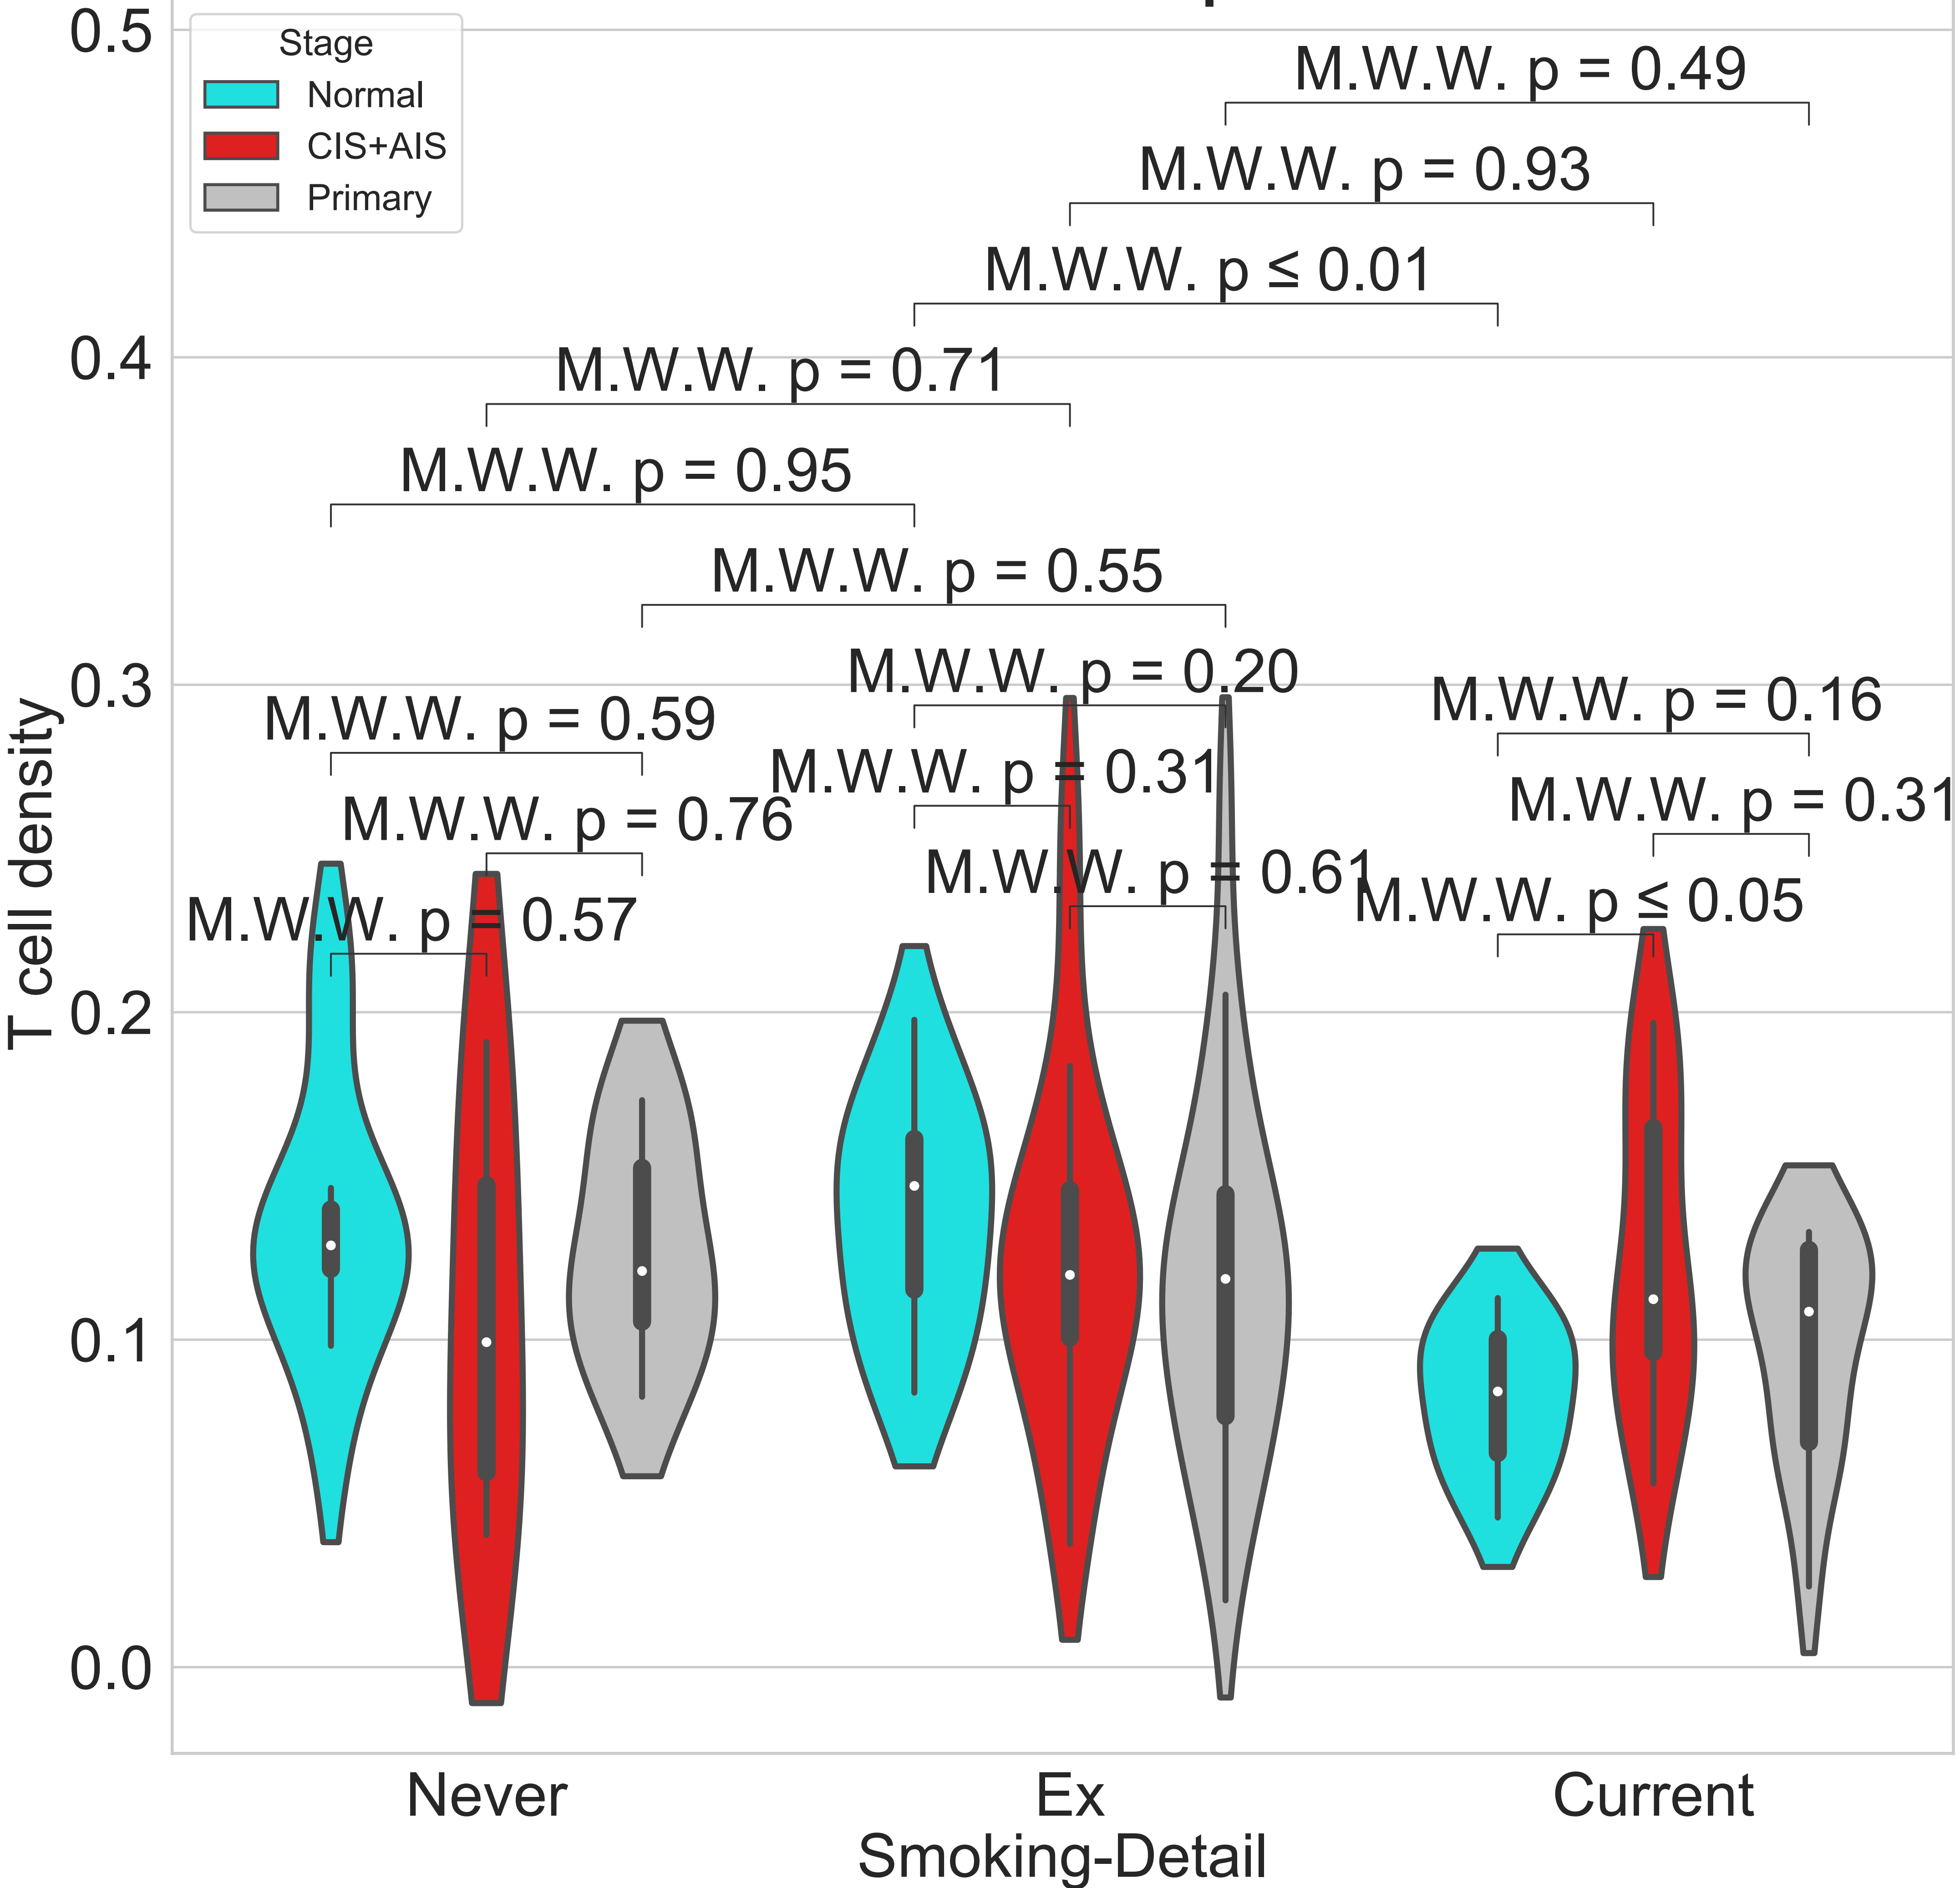 0.5
Stage
Normal
CIS+AIS
Primary
M.W.W. p = 0.49
M.W.W. p = 0.93
M.W.W. p ≤ 0.01
0.4
M.W.W. p = 0.71
M.W.W. p = 0.95
M.W.W. p = 0.55
M.W.W. p = 0.20
0.3
M.W.W. p = 0.16
M.W.W. p = 0.59
M.W.W. p = 0.31
M.W.W. p = 0.31
M.W.W. p = 0.76
M.W.W. p = 0.61
M.W.W. p ≤ 0.05
M.W.W. p = 0.57
T cell density
0.2
0.1
0.0
Never
Ex
Current
Smoking-Detail